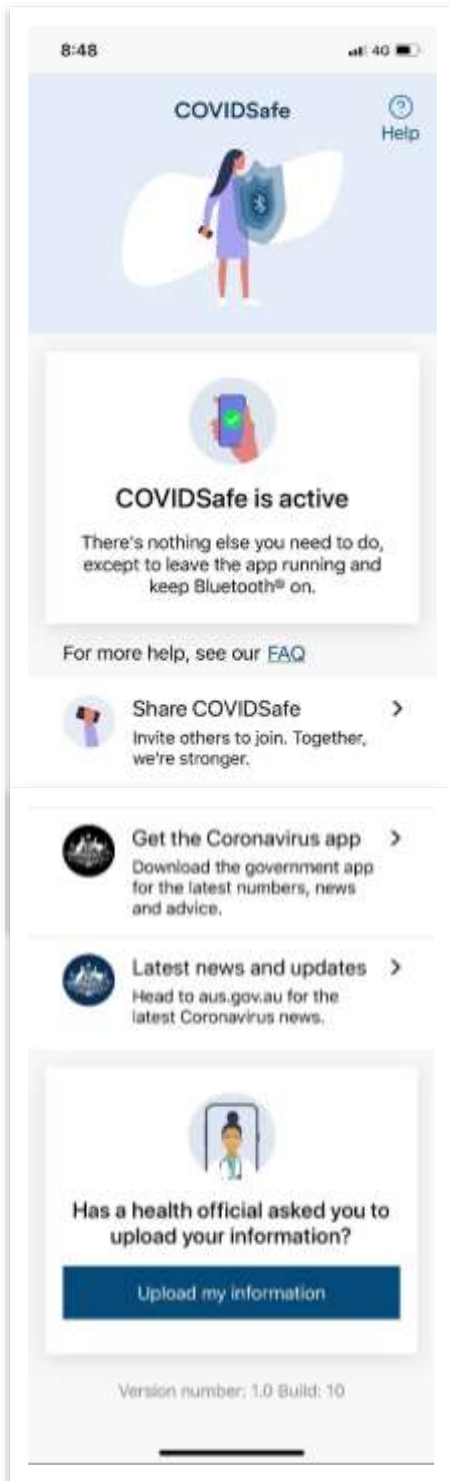 8:48
4G
COVIDSafe
Help
COVIDSafe is active
There's nothing else you need to do,
except to leave the app running and
keep Bluetooth® on.
For more help, see our FAQ
Share COVIDSafe
Invite others to join. Together,
we're stronger.
Get the Coronavirus app
Download the government app
for the latest numbers, news
and advice.
Latest news and updates
Head to aus.gov.au for the
latest Coronavirus news.
Has a health official asked you to
upload your information?
Upload my information
Version number: 1.0 Build: 10